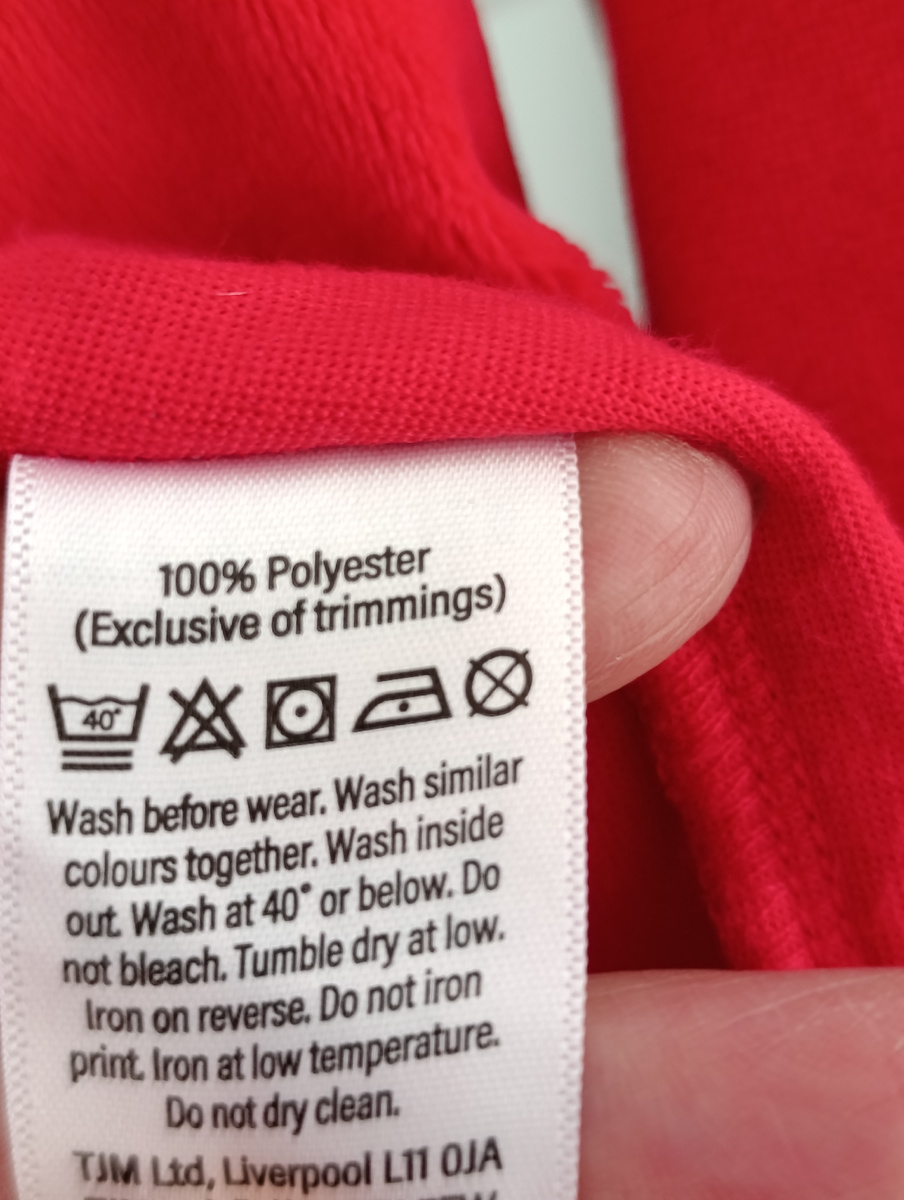 100% Polyester
(Exclusive of trimmings)
40°
Wash before wear. Wash similar
colours together. Wash inside
out. Wash at 40° or below. Do
not bleach. Tumble dry at low.
Iron on reverse. Do not iron
print. Iron at low temperature.
Do not dry clean.
TJM Ltd, Liverpool L11 0JA